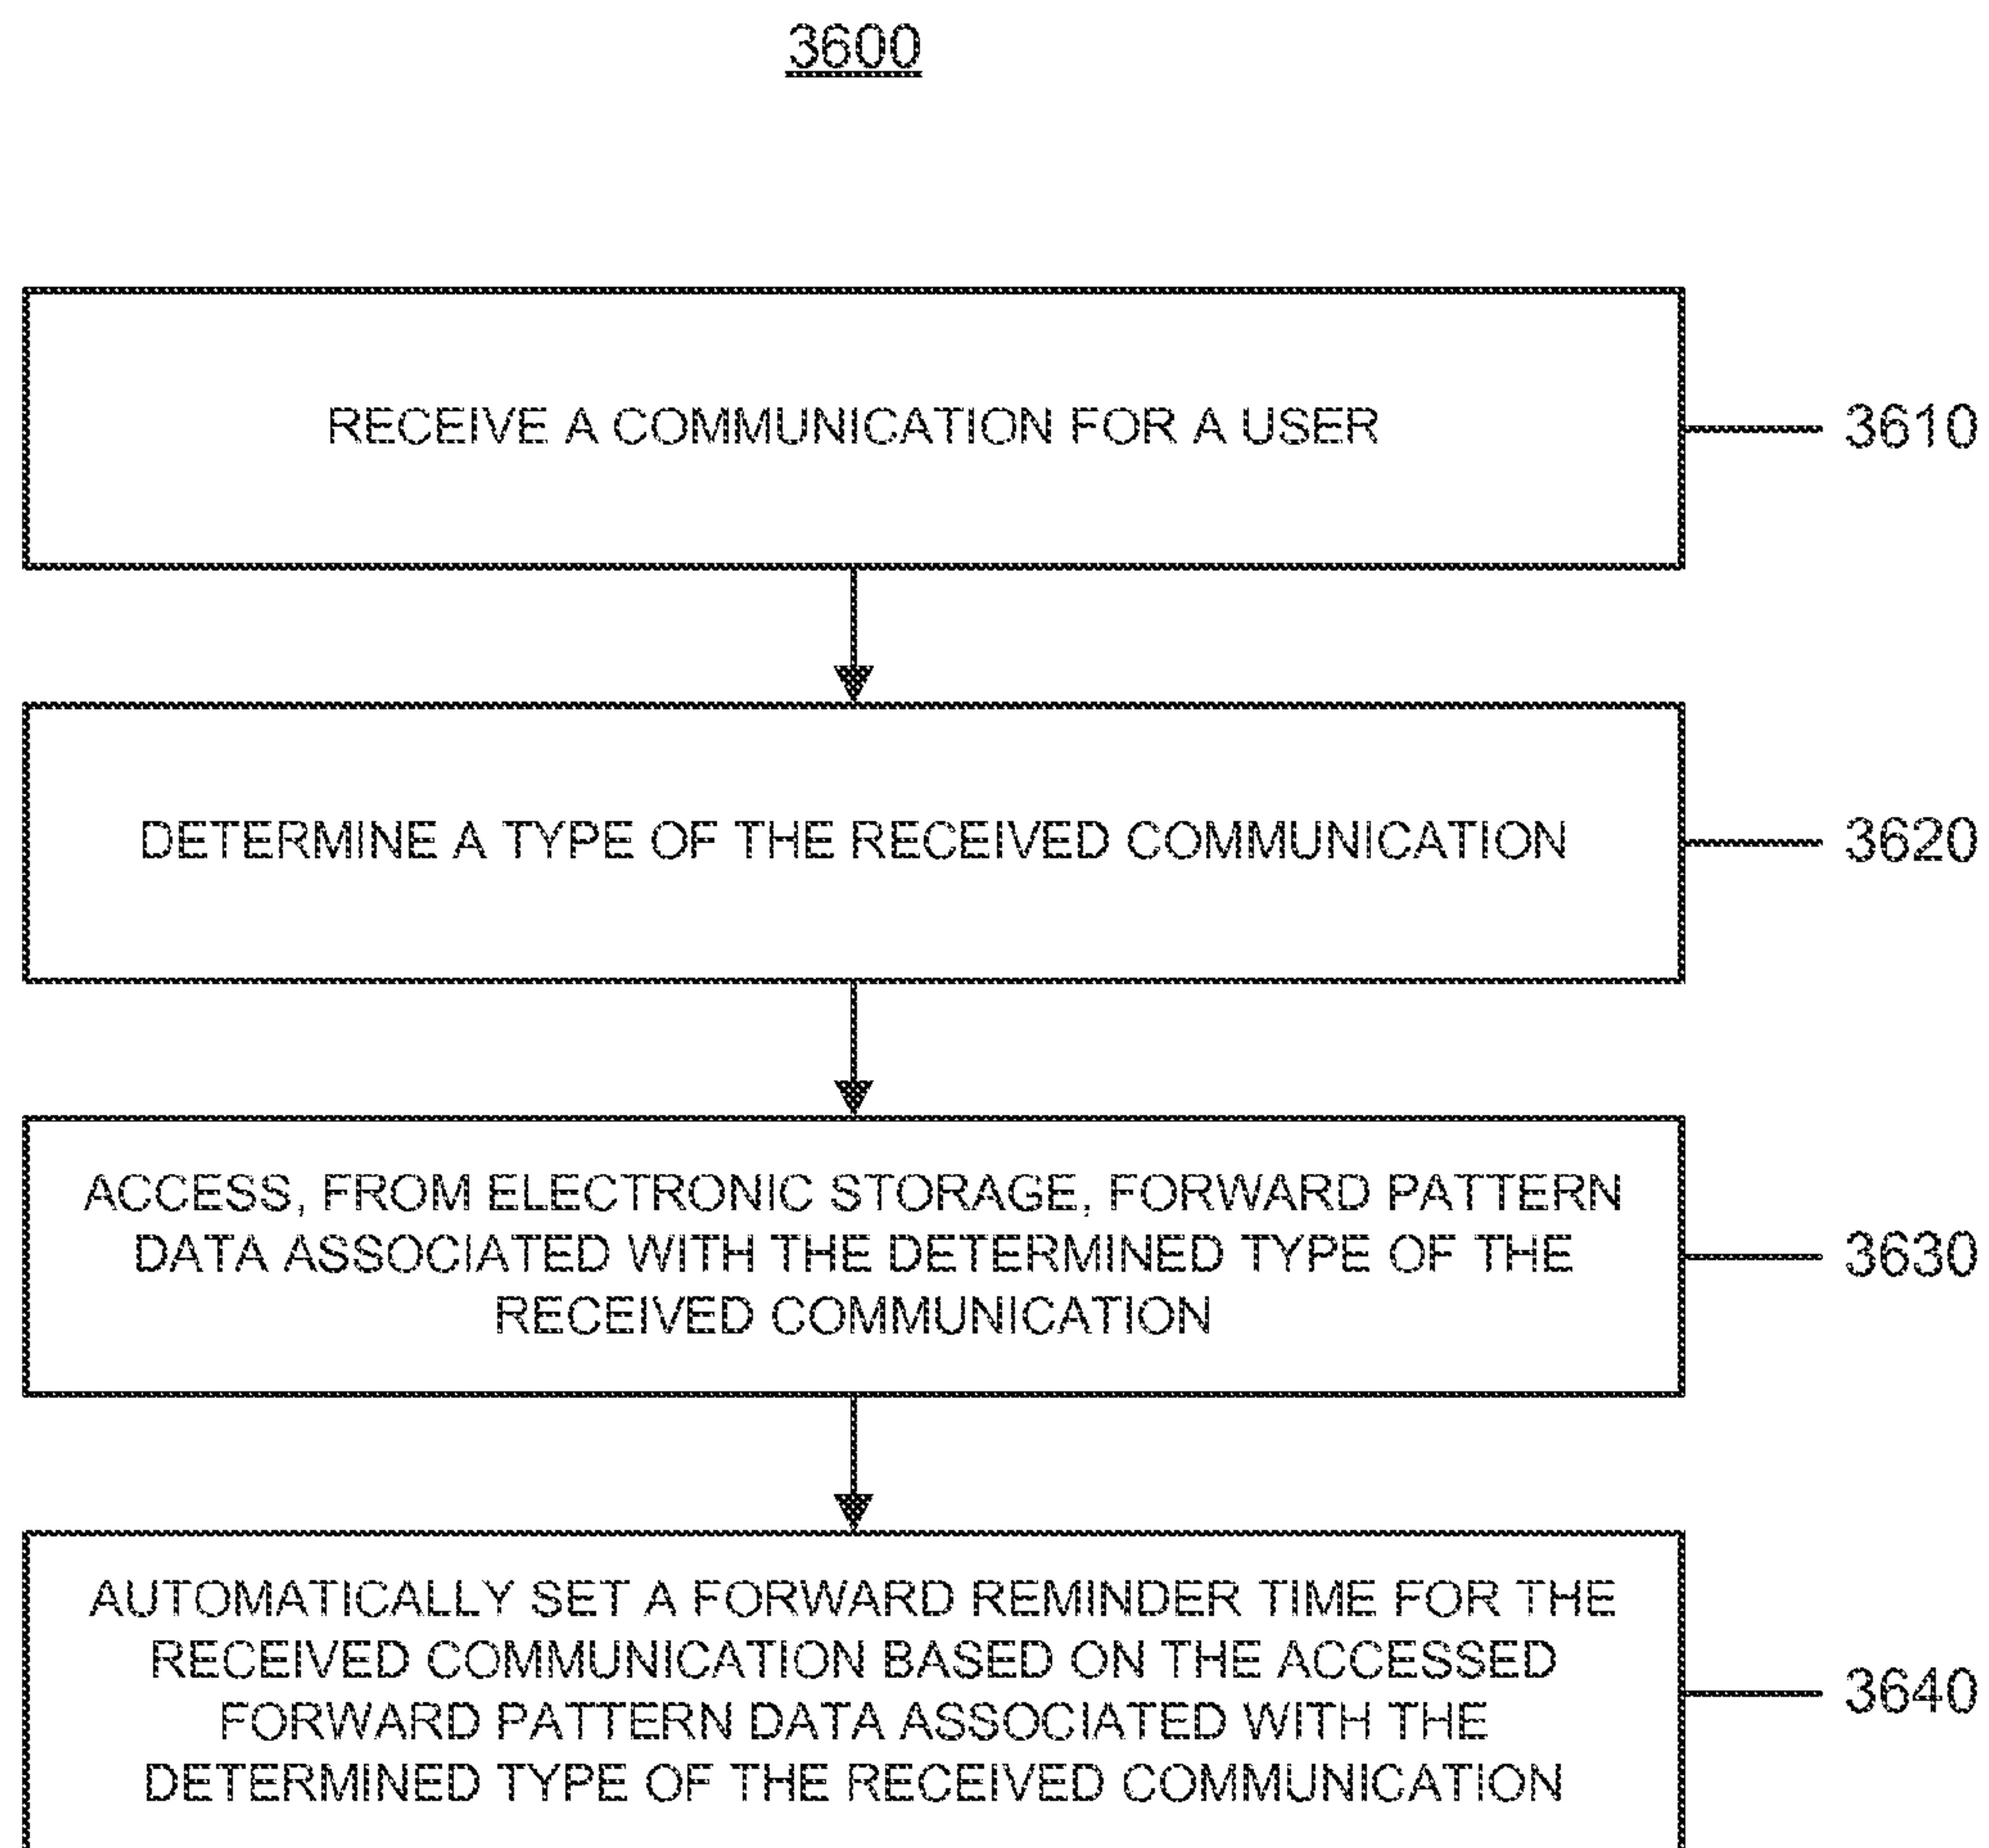 3600
RECEIVE A COMMUNICATION FOR A USER
3610
DETERMINE A TYPE OF THE RECEIVED COMMUNICATION
3620
ACCESS, FROM ELECTRONIC STORAGE, FORWARD PATTERN
DATA ASSOCIATED WITH THE DETERMINED TYPE OF THE
RECEIVED COMMUNICATION
3630
AUTOMATICALLY SET A FORWARD REMINDER TIME FOR THE
RECEIVED COMMUNICATION BASED ON THE ACCESSED
FORWARD PATTERN DATA ASSOCIATED WITH THE
DETERMINED TYPE OF THE RECEIVED COMMUNICATION
3640